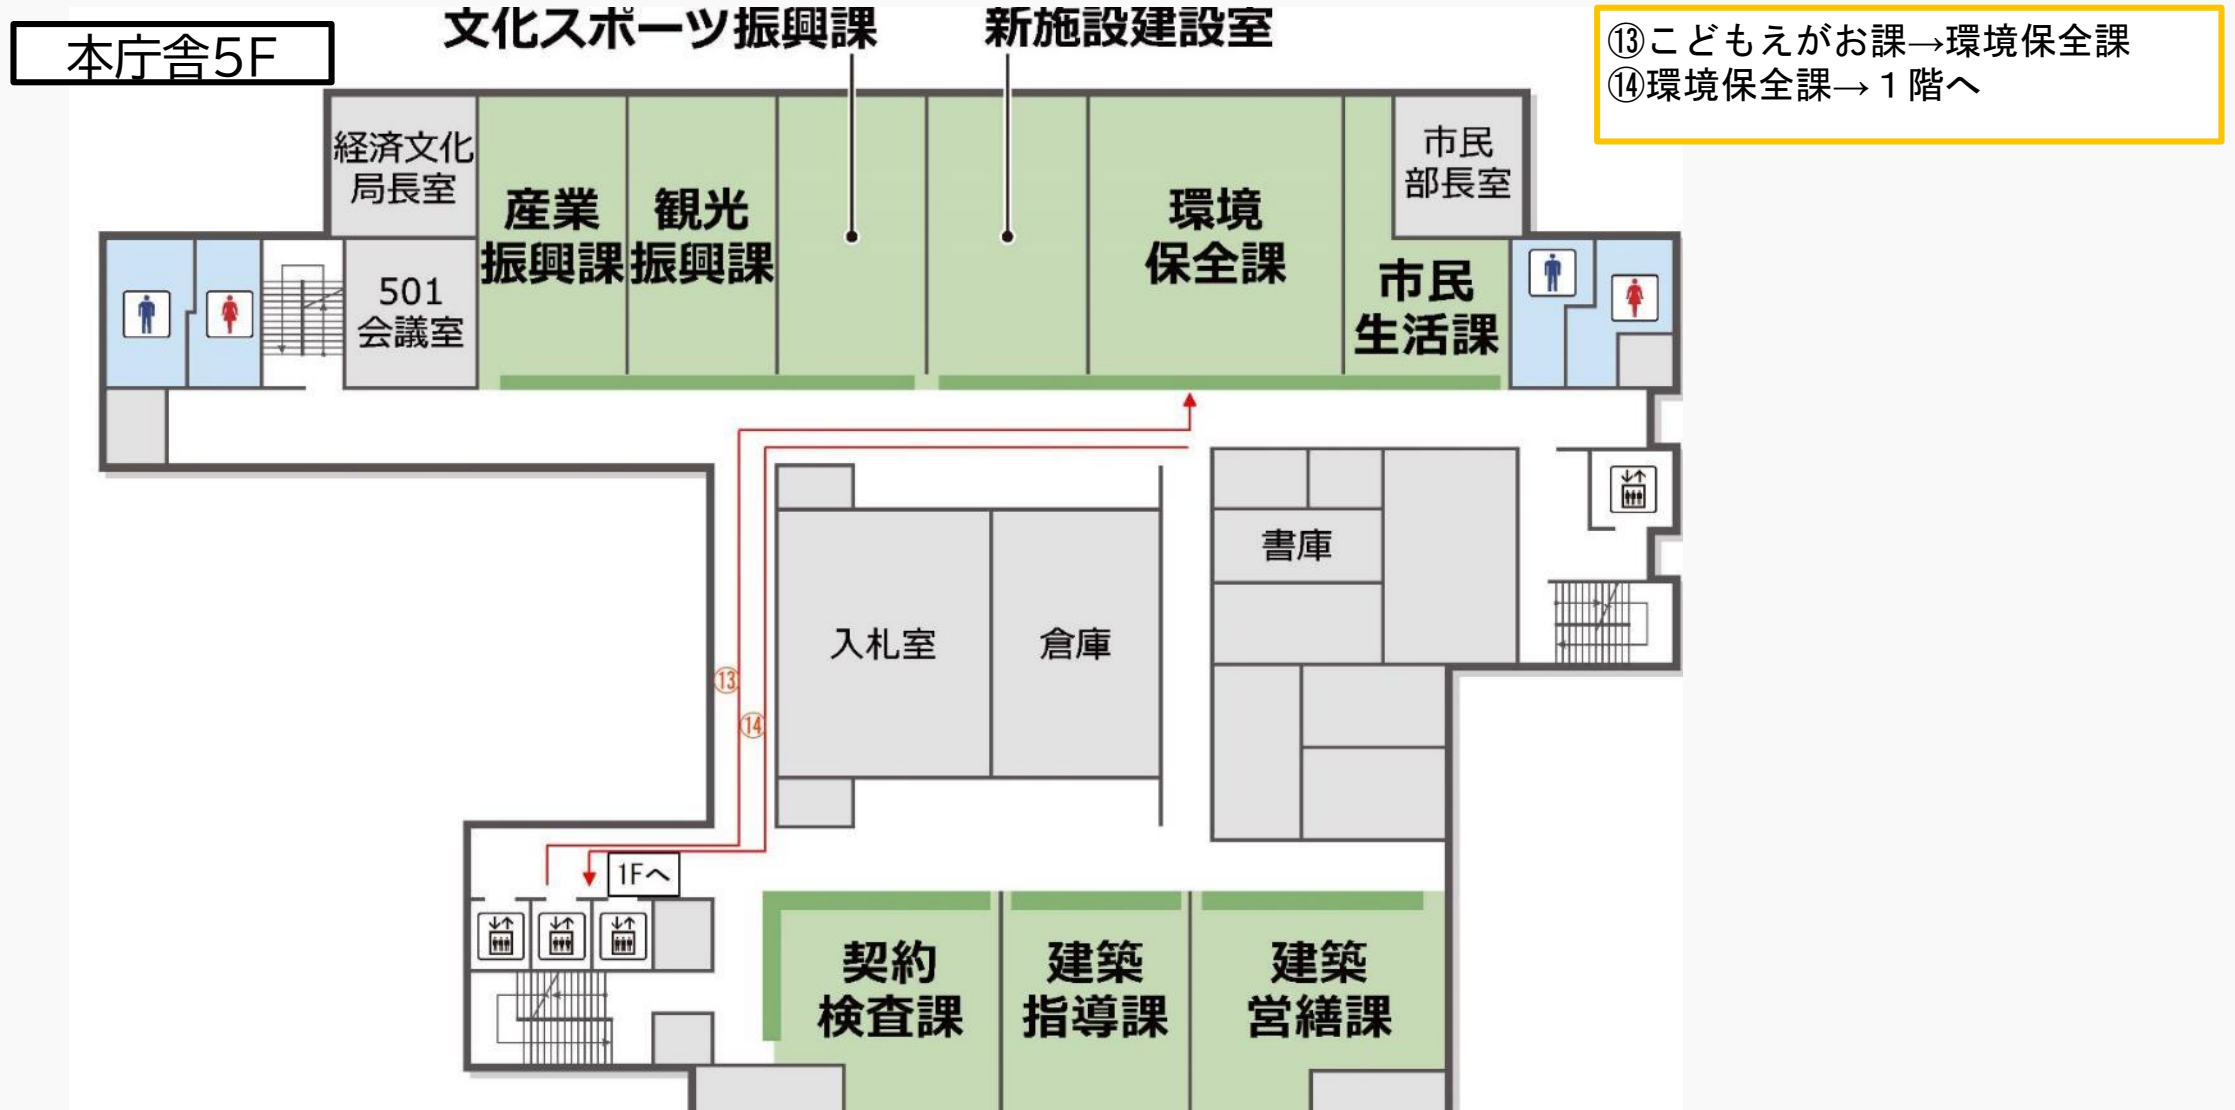 本庁舎5F
文化スポーツ振興課
新施設建設室
⑬こどもえがお課→環境保全課
⑭環境保全課→１階へ
経済文化
局長室
産業
振興課
観光
振興課
環境
保全課
市民
部長室
市民
生活課
501
会議室
書庫
入札室
倉庫
⑬
⑭
1Fへ
契約
検査課
建築
指導課
建築
営繕課